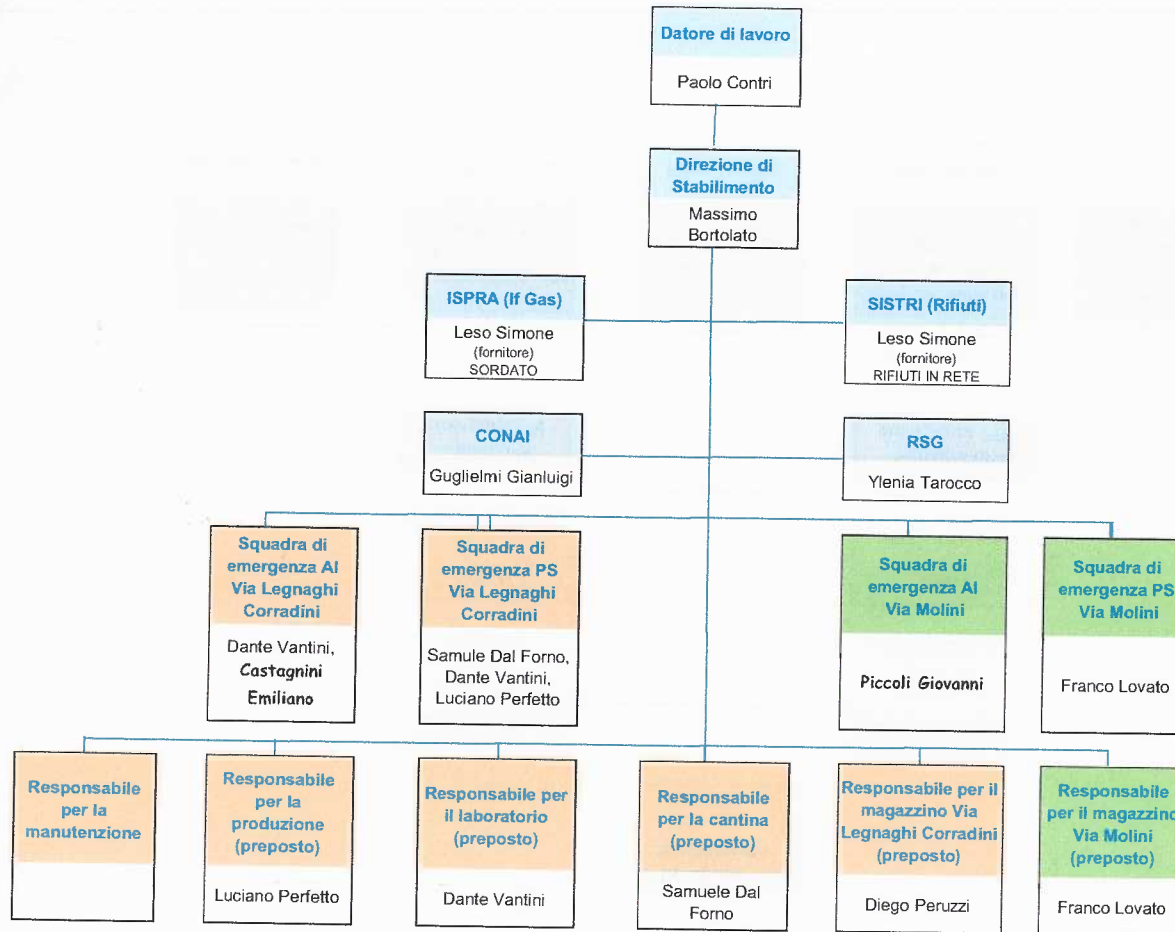 Datore di lavoro
Paolo Contri
Direzione di
Stabilimento
Massimo
Bortolato
ISPRA (If Gas)
Leso Simone
(fornitore)
SORDATO
SISTRI (Rifiuti)
Leso Simone
(fornitore)
RIFIUTI IN RETE
CONAI
Guglielmi Gianluigi
RSG
Ylenia Tarocco
Squadra di
emergenza AI
Via Legnaghi
Corradini
Dante Vantini,
Castagnini
Emiliano
Squadra di
emergenza PS
Via Legnaghi
Corradini
Samule Dal Forno,
Dante Vantini,
Luciano Perfetto
Squadra di
emergenza AI
Via Molini
Piccoli Giovanni
Squadra di
emergenza PS
Via Molini
Franco Lovato
Responsabile
per la
manutenzione
Responsabile
per la
produzione
(preposto)
Luciano Perfetto
Responsabile per
il laboratorio
(preposto)
Dante Vantini
Responsabile
per la cantina
(preposto)
Samuele Dal
Forno
Responsabile per il
magazzino Via
Legnaghi Corradini
(preposto)
Diego Peruzzi
Responsabile
per il magazzino
Via Molini
(preposto)
Franco Lovato